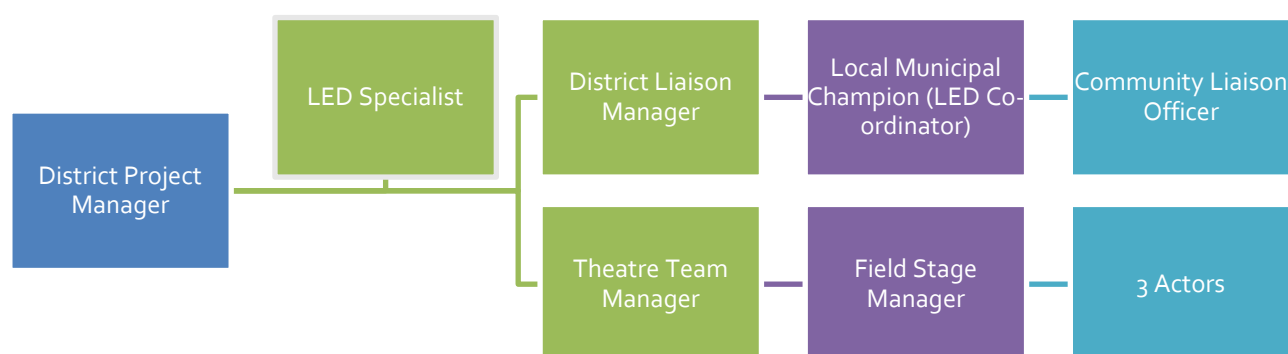 LED Specialist
District Liaison
Manager
Local Municipal
Champion (LED Co-
ordinator)
Community Liaison
Officer
District Project
Manager
Theatre Team
Manager
Field Stage
Manager
3 Actors